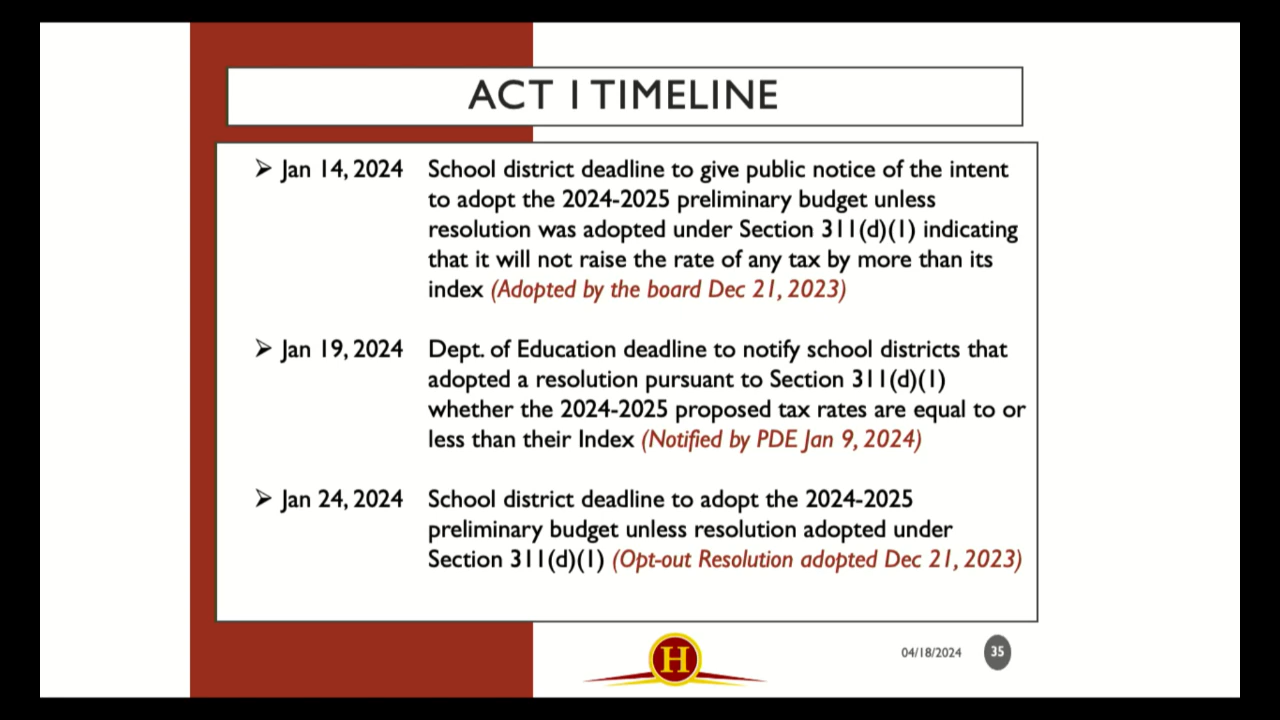 ACT 1 TIMELINE
➢ Jan 14, 2024 School district deadline to give public notice of the intent
to adopt the 2024-2025 preliminary budget unless
resolution was adopted under Section 311(d)(1) indicating
that it will not raise the rate of any tax by more than its
index (Adopted by the board Dec 21, 2023)
➢ Jan 19, 2024 Dept. of Education deadline to notify school districts that
adopted a resolution pursuant to Section 311(d)(1)
whether the 2024-2025 proposed tax rates are equal to or
less than their Index (Notified by PDE Jan 9, 2024)
➢ Jan 24, 2024 School district deadline to adopt the 2024-2025
preliminary budget unless resolution adopted under
Section 311(d)(1) (Opt-out Resolution adopted Dec 21, 2023)
H
04/18/2024 35